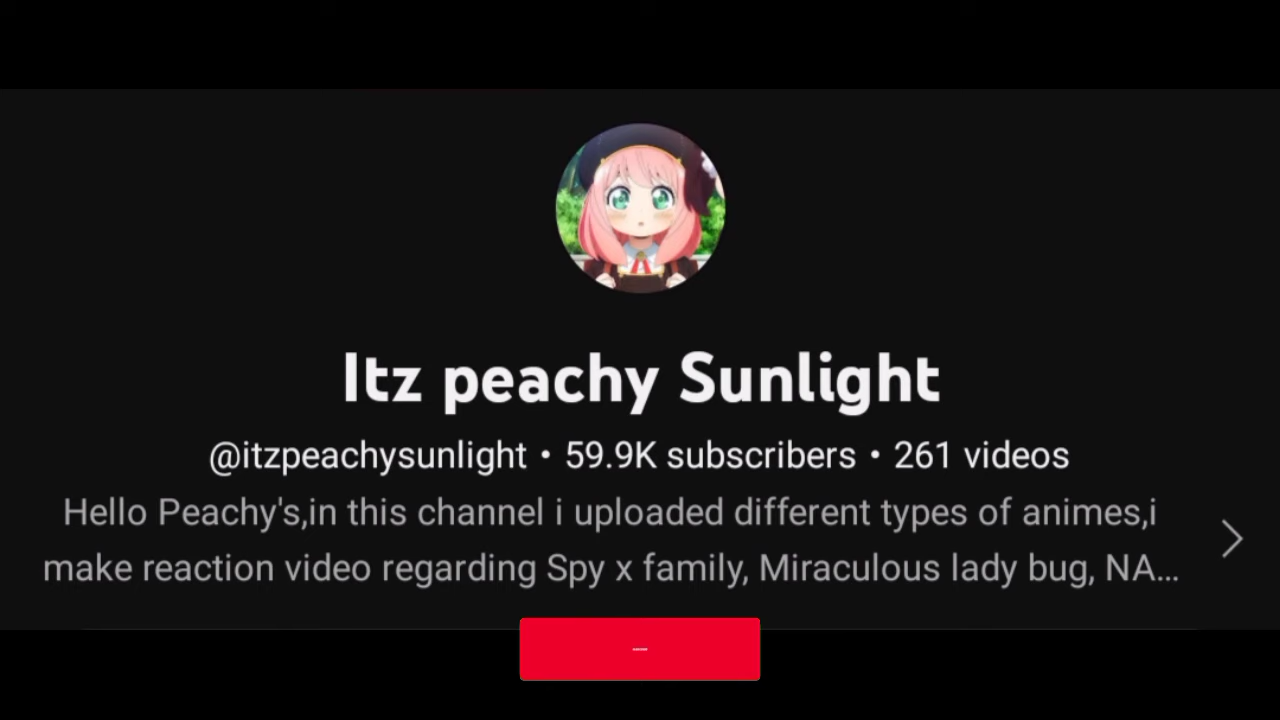 Itz peachy Sunlight
@itzpeachysunlight • 59.9K subscribers • 261 videos
Hello Peachy's,in this channel i uploaded different types of animes,i
make reaction video regarding Spy x family, Miraculous lady bug, NA...